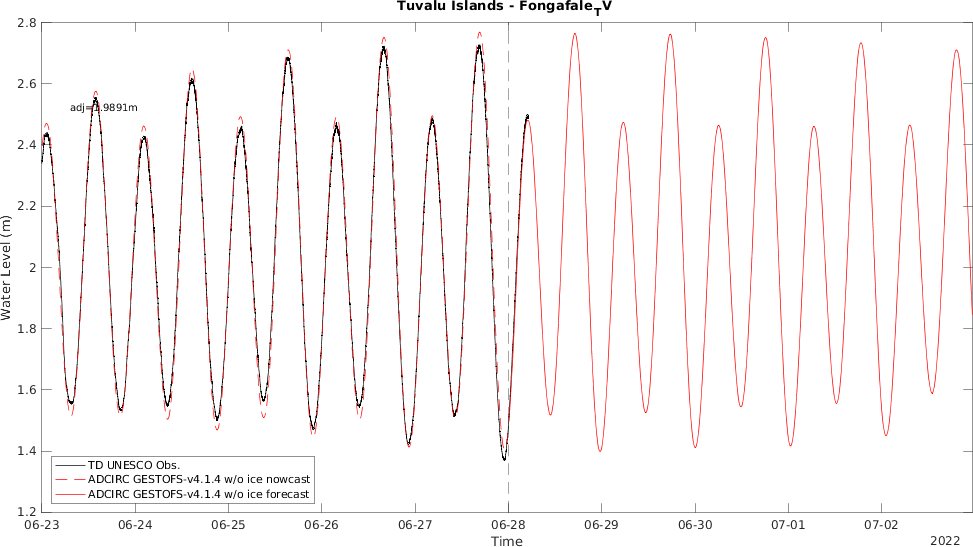 Tuvalu Islands - Fongafale_TV
2.8
2.6
adj=1.9891m
2.4
2.2
2
1.8
1.6
1.4
1.2
Water Level (m)
TD UNESCO Obs.
ADCIRC GESTOFS-v4.1.4 w/o ice nowcast
ADCIRC GESTOFS-v4.1.4 w/o ice forecast
06-23 06-24 06-25 06-26 06-27 06-28 06-29 06-30 07-01 07-02
Time
2022